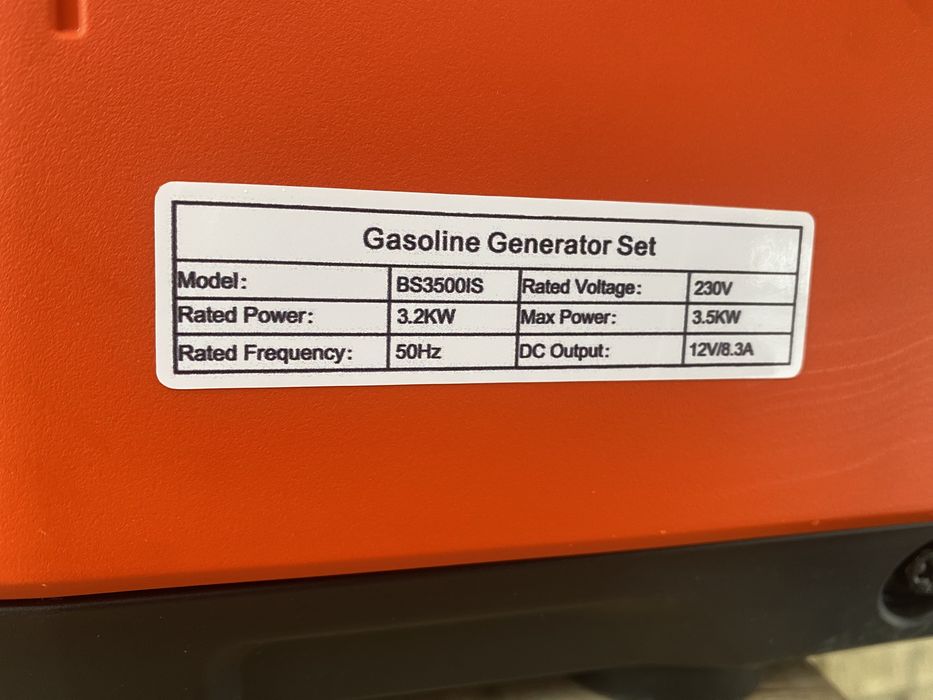 Gasoline Generator Set
Model: BS3500IS Rated Voltage: 230V
Rated Power: 3.2KW Max Power: 3.5KW
Rated Frequency: 50Hz DC Output: 12V/8.3A